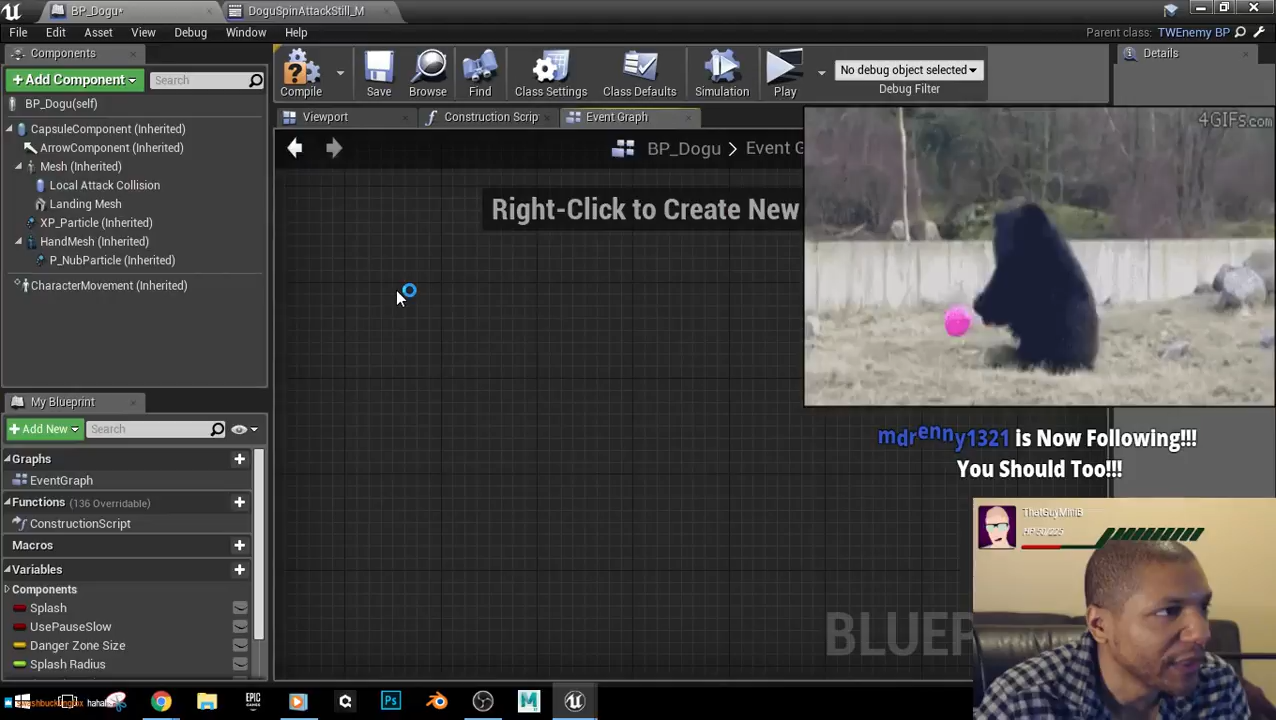 BP_Dogu*
DoguSpinAttackStill_M
File Edit Asset View Debug Window Help
Parent class: TWEnemy BP
Components
+Add Component
Search
BP_Dogu(self)
CapsuleComponent (Inherited)
ArrowComponent (Inherited)
Mesh (Inherited)
Local Attack Collision
Landing Mesh
XP_Particle (Inherited)
HandMesh (Inherited)
P_NubParticle (Inherited)
CharacterMovement (Inherited)
Compile
Save
Browse
Find
Class Settings
Class Defaults
Simulation
Play
No debug object selected
Debug Filter
Details
Viewport
Construction Scrip
Event Graph
BP_Dogu > Event G
Right-Click to Create New
4GIFs.com
My Blueprint
+Add New
Search
Graphs
EventGraph
Functions (136 Overridable)
ConstructionScript
Macros
Variables
Components
Splash
UsePauseSlow
Danger Zone Size
Splash Radius
mdrenny1321 is Now Following!!!
You Should Too!!!
ThatGuyMiniB
BLUEP
EPIC
GAMES
Ps
M